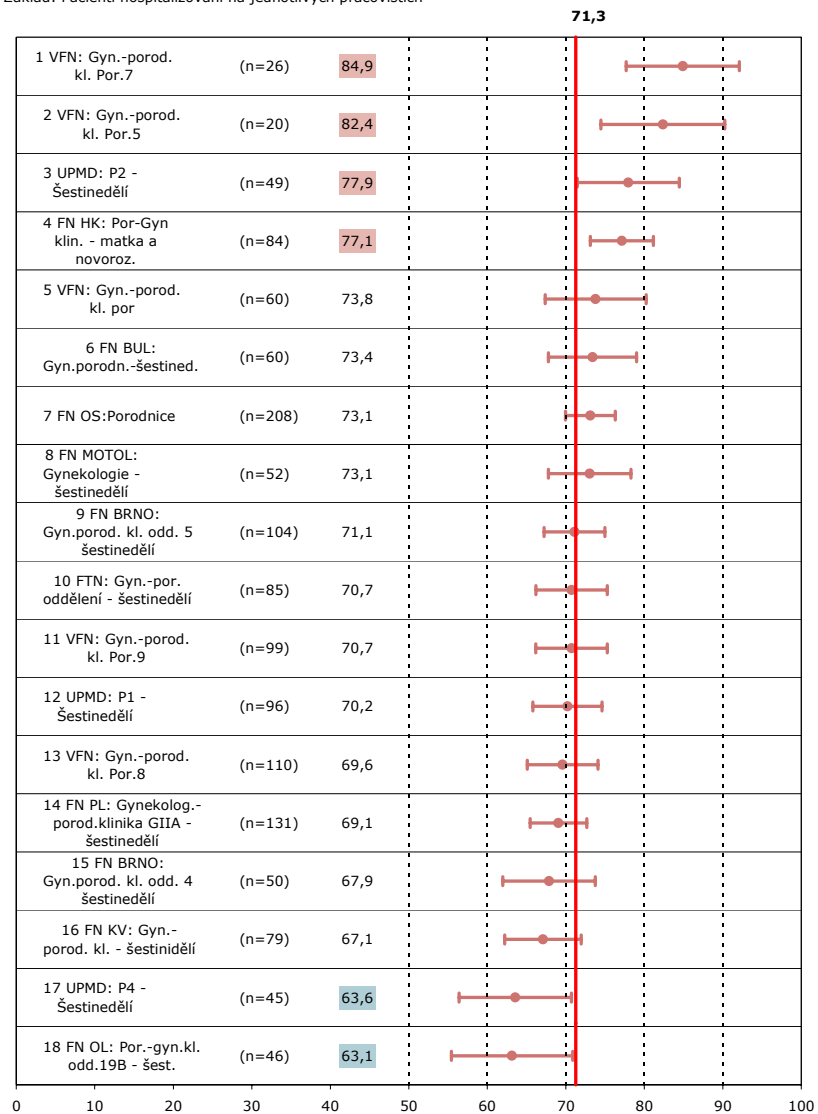 Základ: Pacienti hospitalizovaní na jednotlivých pracovištích
71,3
1 VFN: Gyn.-porod.
kl. Por.7
(n=26)
84,9
2 VFN: Gyn.-porod.
kl. Por.5
(n=20)
82,4
3 UPMD: P2 -
Šestinedělí
(n=49)
77,9
4 FN HK: Por-Gyn
klin. - matka a
novoroz.
(n=84)
77,1
5 VFN: Gyn.-porod.
kl. por
(n=60)
73,8
6 FN BUL:
Gyn.porodn.-šestined.
(n=60)
73,4
7 FN OS:Porodnice
(n=208)
73,1
8 FN MOTOL:
Gynekologie -
šestinedělí
(n=52)
73,1
9 FN BRNO:
Gyn.porod. kl. odd. 5
šestinedělí
(n=104)
71,1
10 FTN: Gyn.-por.
oddělení - šestinedělí
(n=85)
70,7
11 VFN: Gyn.-porod.
kl. Por.9
(n=99)
70,7
12 UPMD: P1 -
Šestinedělí
(n=96)
70,2
13 VFN: Gyn.-porod.
kl. Por.8
(n=110)
69,6
14 FN PL: Gynekolog.-
porod.klinika GIIA -
šestinedělí
(n=131)
69,1
15 FN BRNO:
Gyn.porod. kl. odd. 4
šestinedělí
(n=50)
67,9
16 FN KV: Gyn.-
porod. kl. - šestinidělí
(n=79)
67,1
17 UPMD: P4 -
Šestinedělí
(n=45)
63,6
18 FN OL: Por.-gyn.kl.
odd.19B - šest.
(n=46)
63,1
0 10 20 30 40 50 60 70 80 90 100